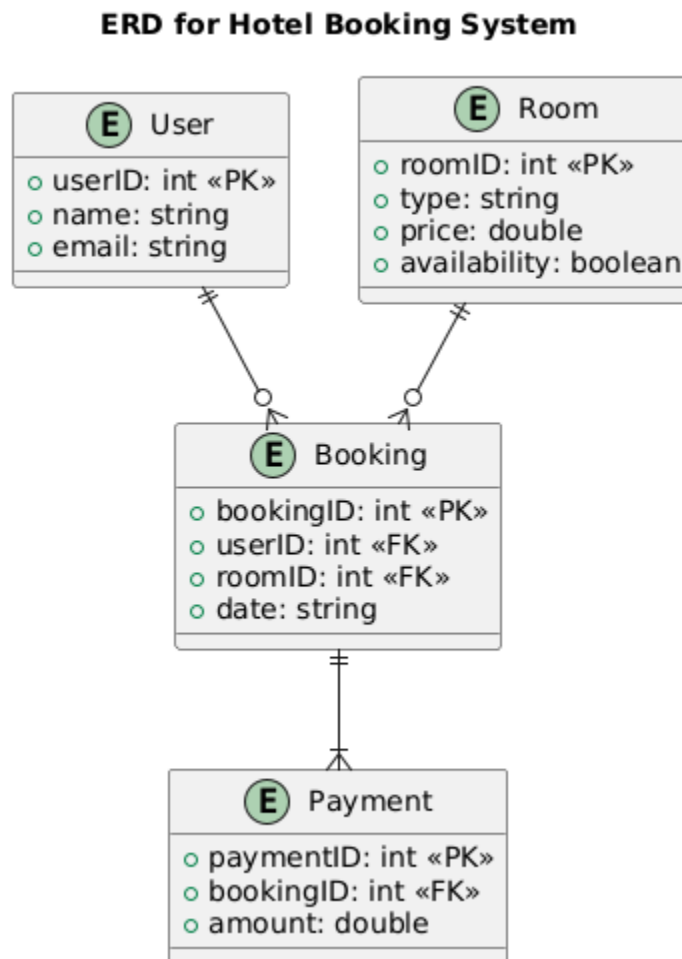 ERD for Hotel Booking System
E User
userID: int «PK»
name: string
email: string
E Room
roomID: int «PK»
type: string
price: double
availability: boolean
E Booking
bookingID: int «PK»
userID: int «FK»
roomID: int «FK»
date: string
E Payment
paymentID: int «PK»
bookingID: int «FK»
amount: double